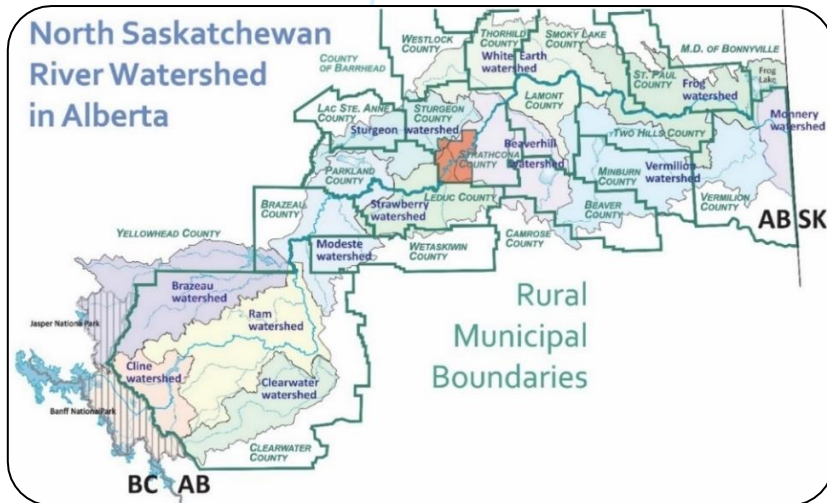 North Saskatchewan
River Watershed
in Alberta
WESTLOCK
COUNTY
THORHILD
COUNTY
SMOKY LAKE
COUNTY
M.D. OF BONNYVILLE
COUNTY
OF BARRHEAD
White Earth
watershed
ST. PAUL
COUNTY
Frog
Lake
Frog
watershed
LAC STE. ANNE
COUNTY
STURGEON
COUNTY
LAMONT
COUNTY
Monnery
watershed
Sturgeon watershed
TWO HILLS COUNTY
Beaverhill
watershed
STRATHCONA
COUNTY
PARKLAND
COUNTY
MINBURN
COUNTY
Vermilion
watershed
BRAZEAU
COUNTY
LEDUC COUNTY
Strawberry
watershed
BEAVER
COUNTY
VERMILION
COUNTY
AB SK
YELLOWHEAD COUNTY
Modeste
watershed
WETASKIWIN
COUNTY
CAMROSE
COUNTY
Brazeau
watershed
Rural
Municipal
Boundaries
Ram
watershed
Jasper National Park
Cline
watershed
Clearwater
watershed
Banff National Park
CLEARWATER
COUNTY
BC AB